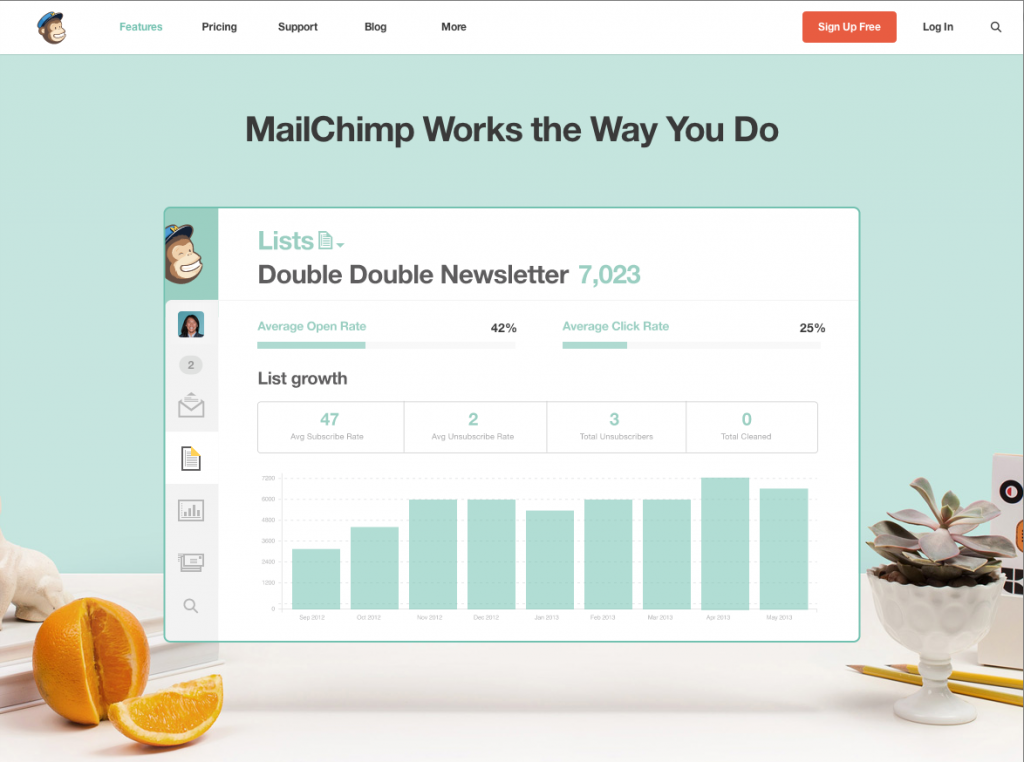 Features Pricing Support Blog More Sign Up Free Log In
MailChimp Works the Way You Do
Lists
Double Double Newsletter 7,023
Average Open Rate 42% Average Click Rate 25%
2
List growth
47 2 3 0
Avg Subscribe Rate Avg Unsubscribe Rate Total Unsubscribers Total Cleaned
7200
6000
4800
3600
2400
1200
0
Sep 2012 Oct 2012 Nov 2012 Dec 2012 Jan 2013 Feb 2013 Mar 2013 Apr 2013 May 2013